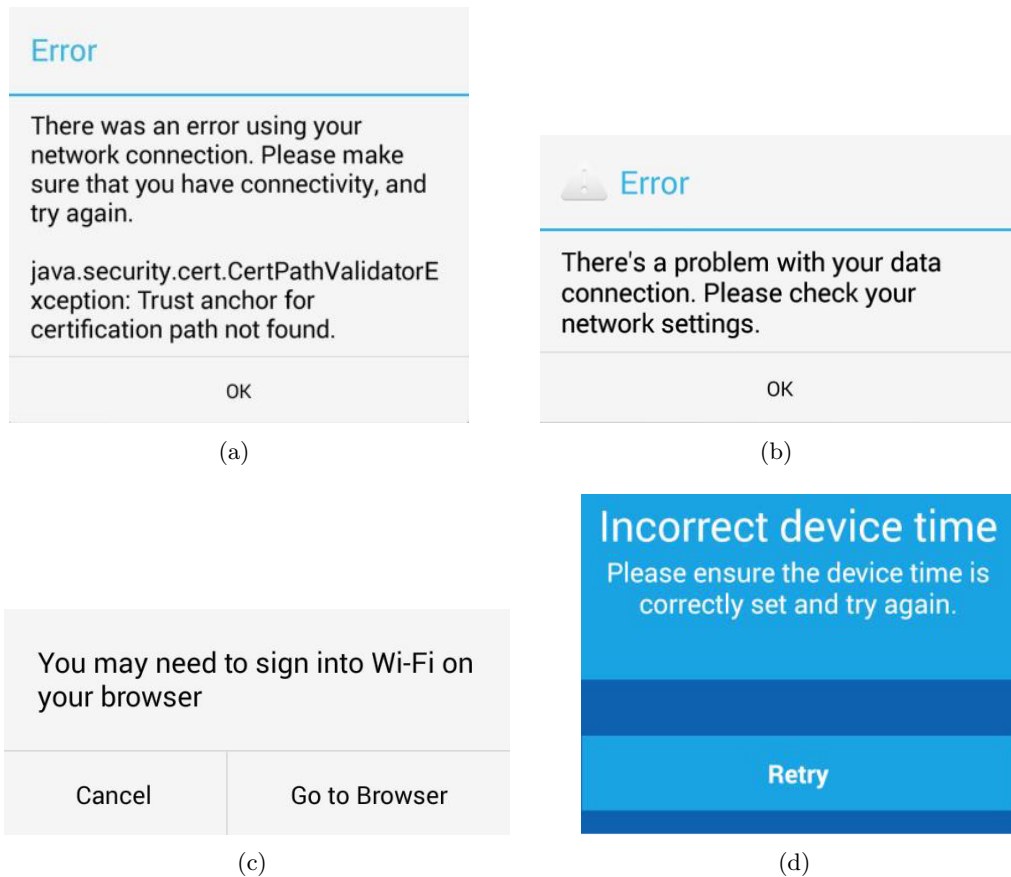 Error
There was an error using your
network connection. Please make
sure that you have connectivity, and
try again.
java.security.cert.CertPathValidatorE
xception: Trust anchor for
certification path not found.
OK
(a)
Error
There's a problem with your data
connection. Please check your
network settings.
OK
(b)
You may need to sign into Wi-Fi on
your browser
Cancel
Go to Browser
(c)
Incorrect device time
Please ensure the device time is
correctly set and try again.
Retry
(d)